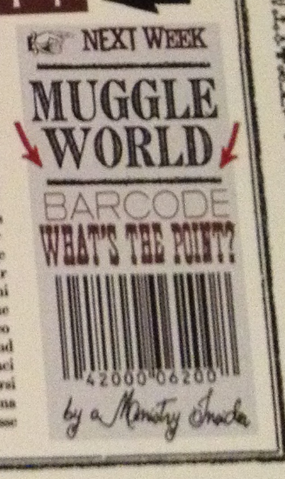 NEXT WEEK
MUGGLE
WORLD
BARCODE
WHAT'S THE POINT?
42000 06200
by a Ministry Insider